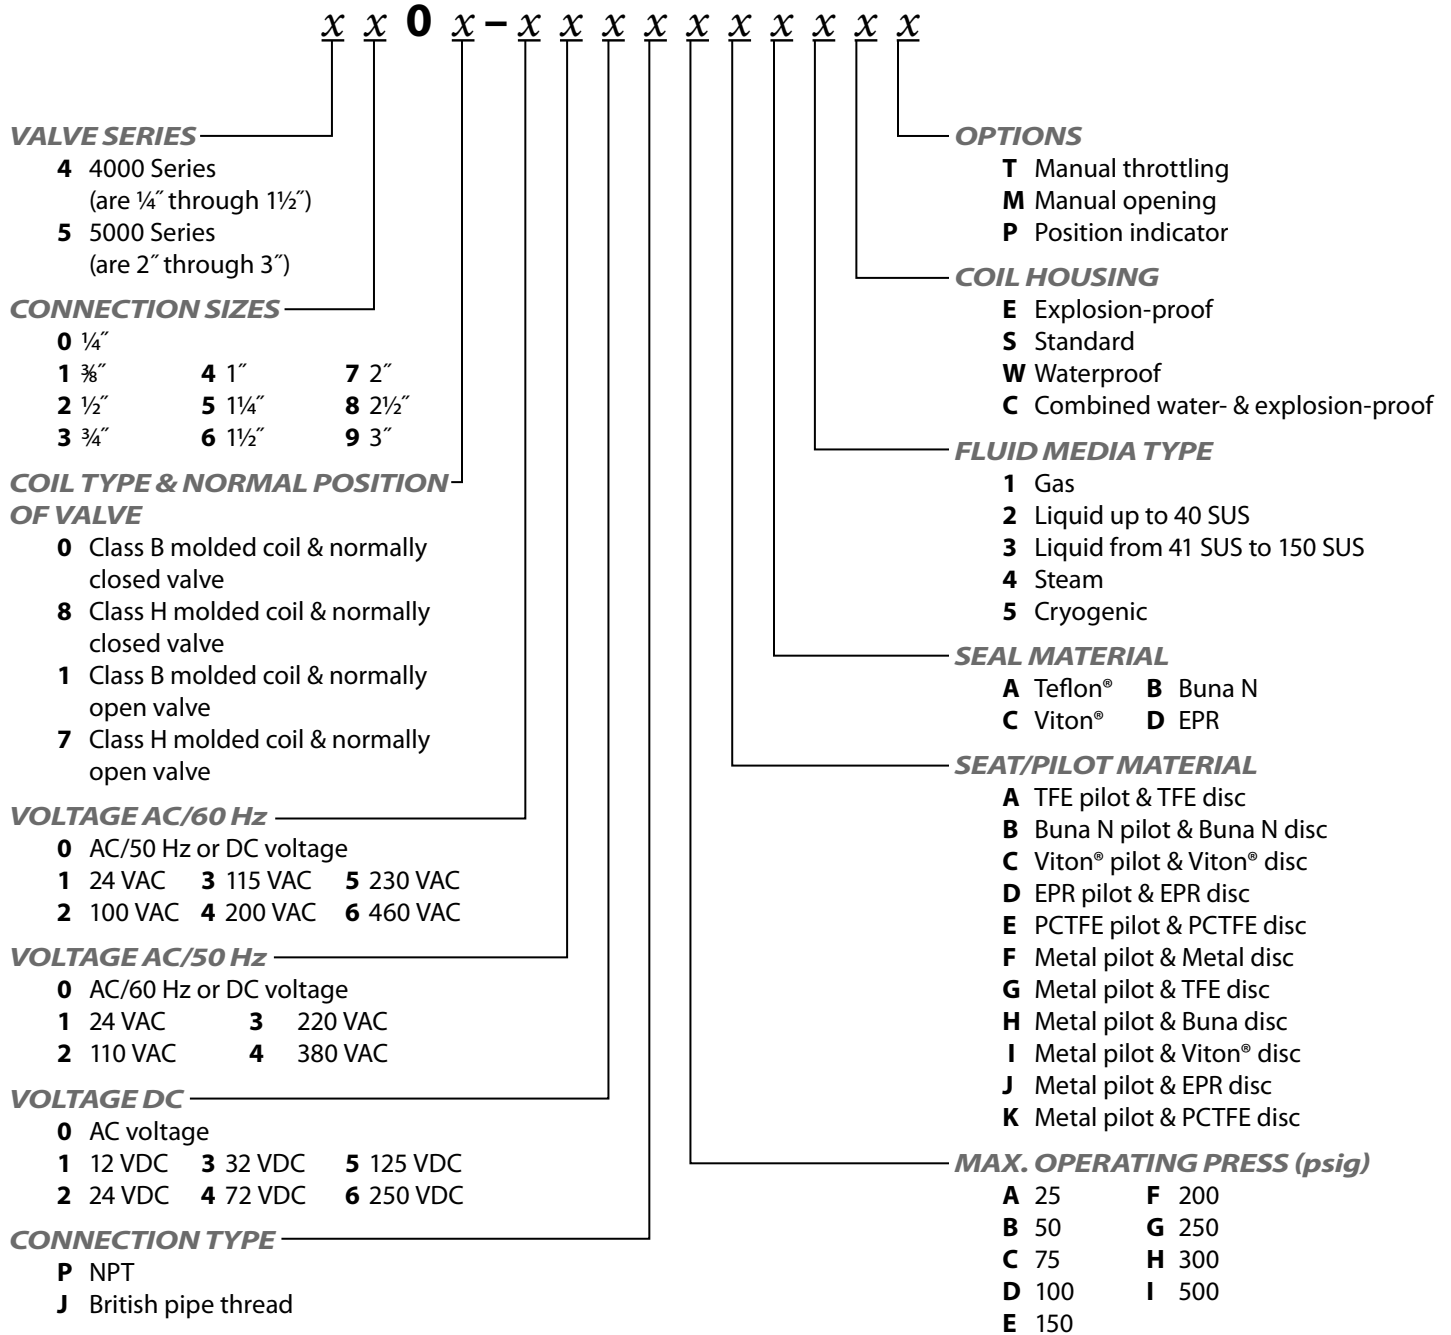 x x 0 x – x x x x x x x x x x
VALVE SERIES
4 4000 Series
(are ¼˝ through 1½˝)
5 5000 Series
(are 2˝ through 3˝)
CONNECTION SIZES
0 ¼˝
1 ⅜˝ 4 1˝ 7 2˝
2 ½˝ 5 1¼˝ 8 2½˝
3 ¾˝ 6 1½˝ 9 3˝
COIL TYPE & NORMAL POSITION
OF VALVE
0 Class B molded coil & normally
closed valve
8 Class H molded coil & normally
closed valve
1 Class B molded coil & normally
open valve
7 Class H molded coil & normally
open valve
VOLTAGE AC/60 Hz
0 AC/50 Hz or DC voltage
1 24 VAC 3 115 VAC 5 230 VAC
2 100 VAC 4 200 VAC 6 460 VAC
VOLTAGE AC/50 Hz
0 AC/60 Hz or DC voltage
1 24 VAC 3 220 VAC
2 110 VAC 4 380 VAC
VOLTAGE DC
0 AC voltage
1 12 VDC 3 32 VDC 5 125 VDC
2 24 VDC 4 72 VDC 6 250 VDC
CONNECTION TYPE
P NPT
J British pipe thread
OPTIONS
T Manual throttling
M Manual opening
P Position indicator
COIL HOUSING
E Explosion-proof
S Standard
W Waterproof
C Combined water- & explosion-proof
FLUID MEDIA TYPE
1 Gas
2 Liquid up to 40 SUS
3 Liquid from 41 SUS to 150 SUS
4 Steam
5 Cryogenic
SEAL MATERIAL
A Teflon® B Buna N
C Viton® D EPR
SEAT/PILOT MATERIAL
A TFE pilot & TFE disc
B Buna N pilot & Buna N disc
C Viton® pilot & Viton® disc
D EPR pilot & EPR disc
E PCTFE pilot & PCTFE disc
F Metal pilot & Metal disc
G Metal pilot & TFE disc
H Metal pilot & Buna disc
I Metal pilot & Viton® disc
J Metal pilot & EPR disc
K Metal pilot & PCTFE disc
MAX. OPERATING PRESS (psig)
A 25 F 200
B 50 G 250
C 75 H 300
D 100 I 500
E 150